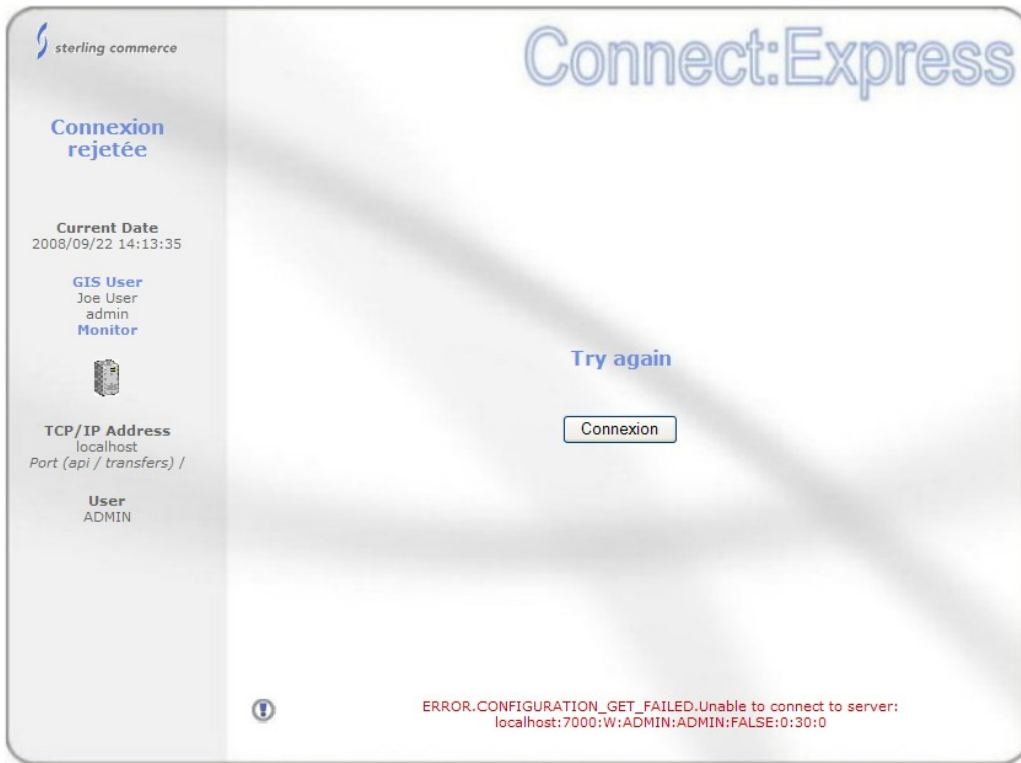 sterling commerce
Connect:Express
Connexion
rejetée
Current Date
2008/09/22 14:13:35
GIS User
Joe User
admin
Monitor
TCP/IP Address
localhost
Port (api / transfers) /
User
ADMIN
Try again
Connexion
ERROR.CONFIGURATION_GET_FAILED.Unable to connect to server:
localhost:7000:W:ADMIN:ADMIN:FALSE:0:30:0